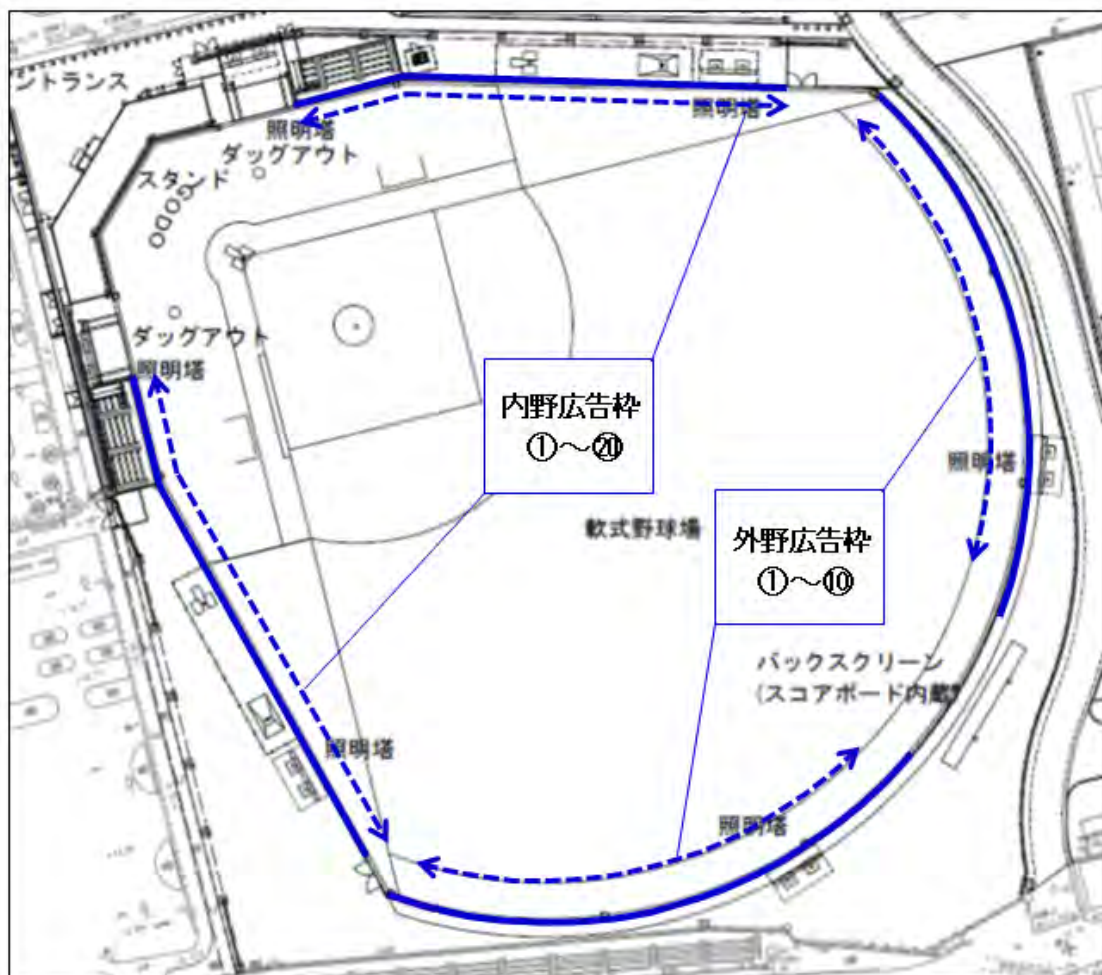 ントランス
照明塔
ダッグアウト
スタンド
照明塔
ダッグアウト
照明塔
内野広告枠
①～⑳
照明塔
軟式野球場
外野広告枠
①～⑩
バックスクリーン
(スコアボード内蔵
照明塔
照明塔